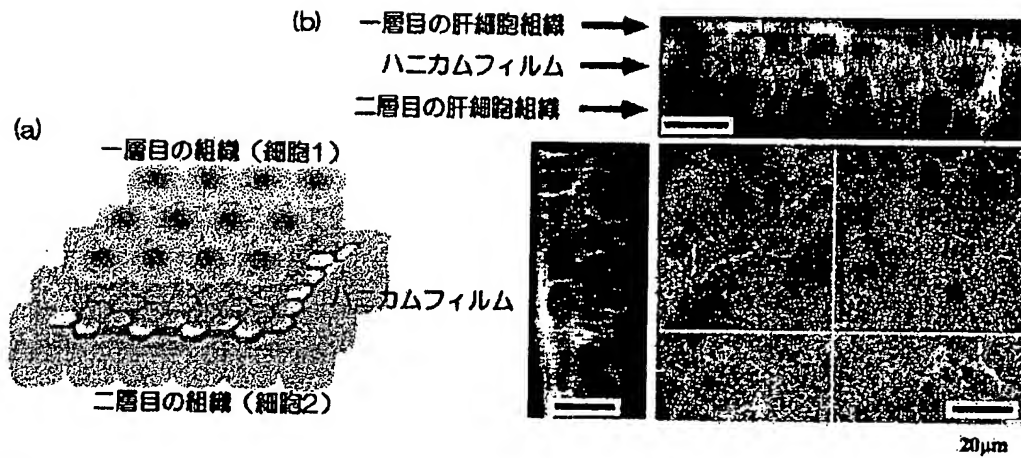 (b)
一層目の肝細胞組織
ハニカムフィルム
二層目の肝細胞組織
(a)
一層目の組織（細胞1）
ハニカムフィルム
二層目の組織（細胞2）
20μm